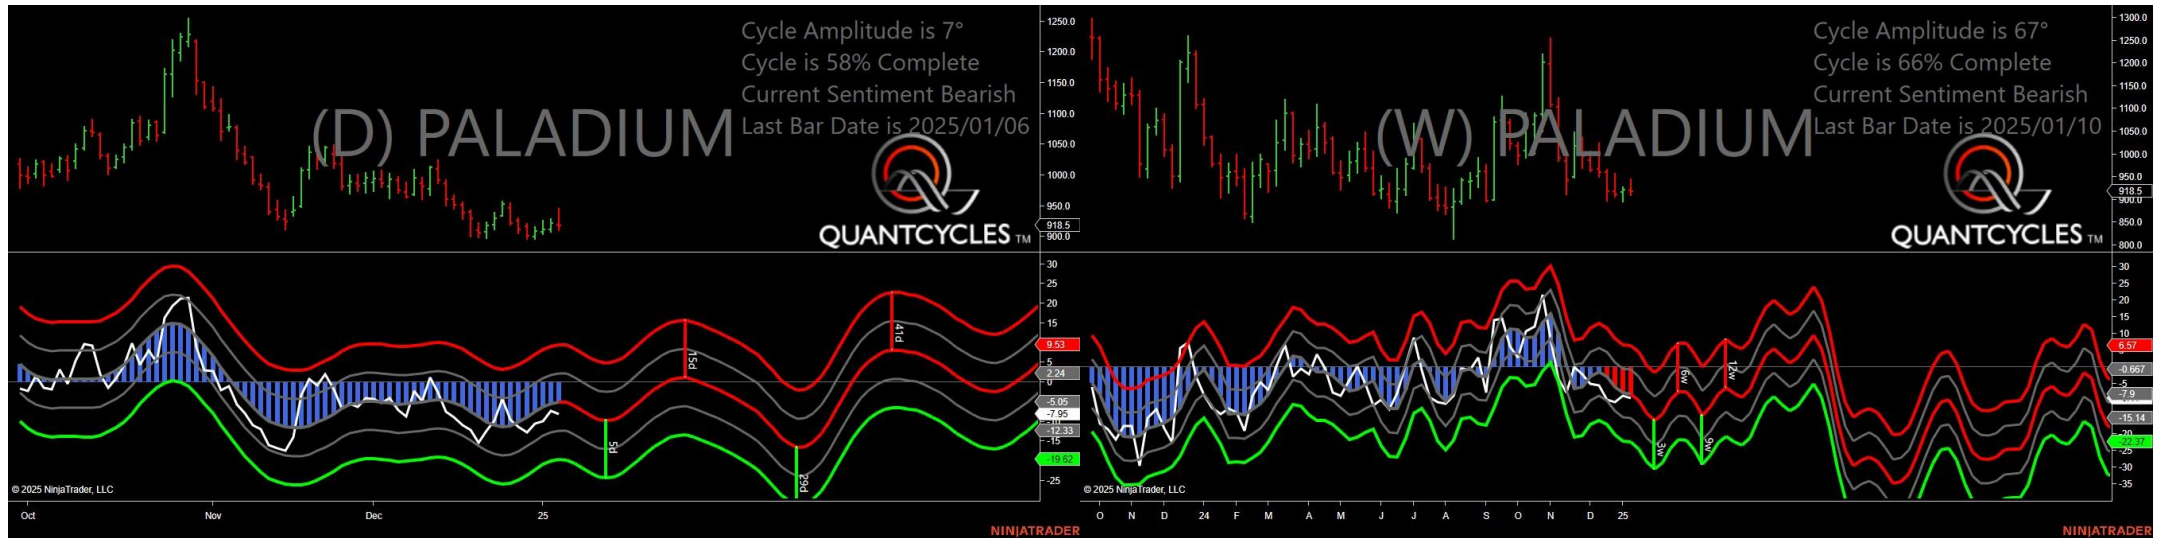 Cycle Amplitude is 7°
Cycle is 58% Complete
Current Sentiment Bearish
Last Bar Date is 2025/01/06
(D) PALADIUM
QUANTCYCLES TM
1250.0
1200.0
1150.0
1100.0
1050.0
1000.0
950.0
918.5
900.0
30
25
20
15
9.53
5
2.24
0
-5.05
-7.95
-12.33
-15
-19.62
-25
15d
41d
5d
29d
© 2025 NinjaTrader, LLC
Oct Nov Dec 25
NINJATRADER
Cycle Amplitude is 67°
Cycle is 66% Complete
Current Sentiment Bearish
Last Bar Date is 2025/01/10
(W) PALADIUM
QUANTCYCLES TM
1300.0
1250.0
1200.0
1150.0
1100.0
1050.0
1000.0
950.0
918.5
900.0
850.0
800.0
30
25
20
15
10
6.57
-0.667
-5
-7.9
-15.14
-20
-22.37
-30
-35
6w
12w
3w
9w
© 2025 NinjaTrader, LLC
O N D 24 F M A M J J A S O N D 25
NINJATRADER